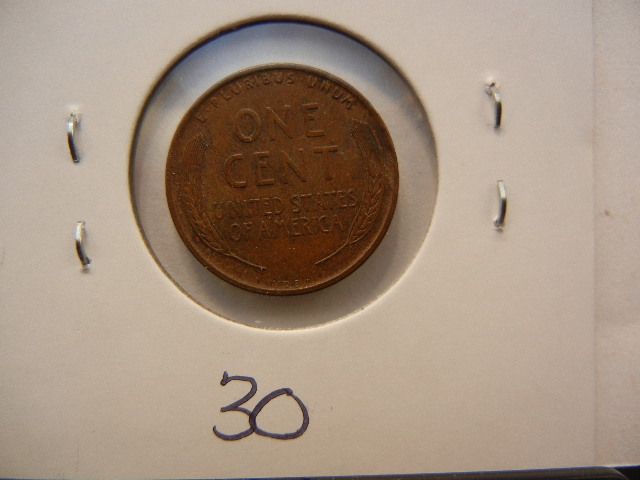 E·PLURIBUS UNUM
ONE
CENT
UNITED STATES
OF AMERICA
30